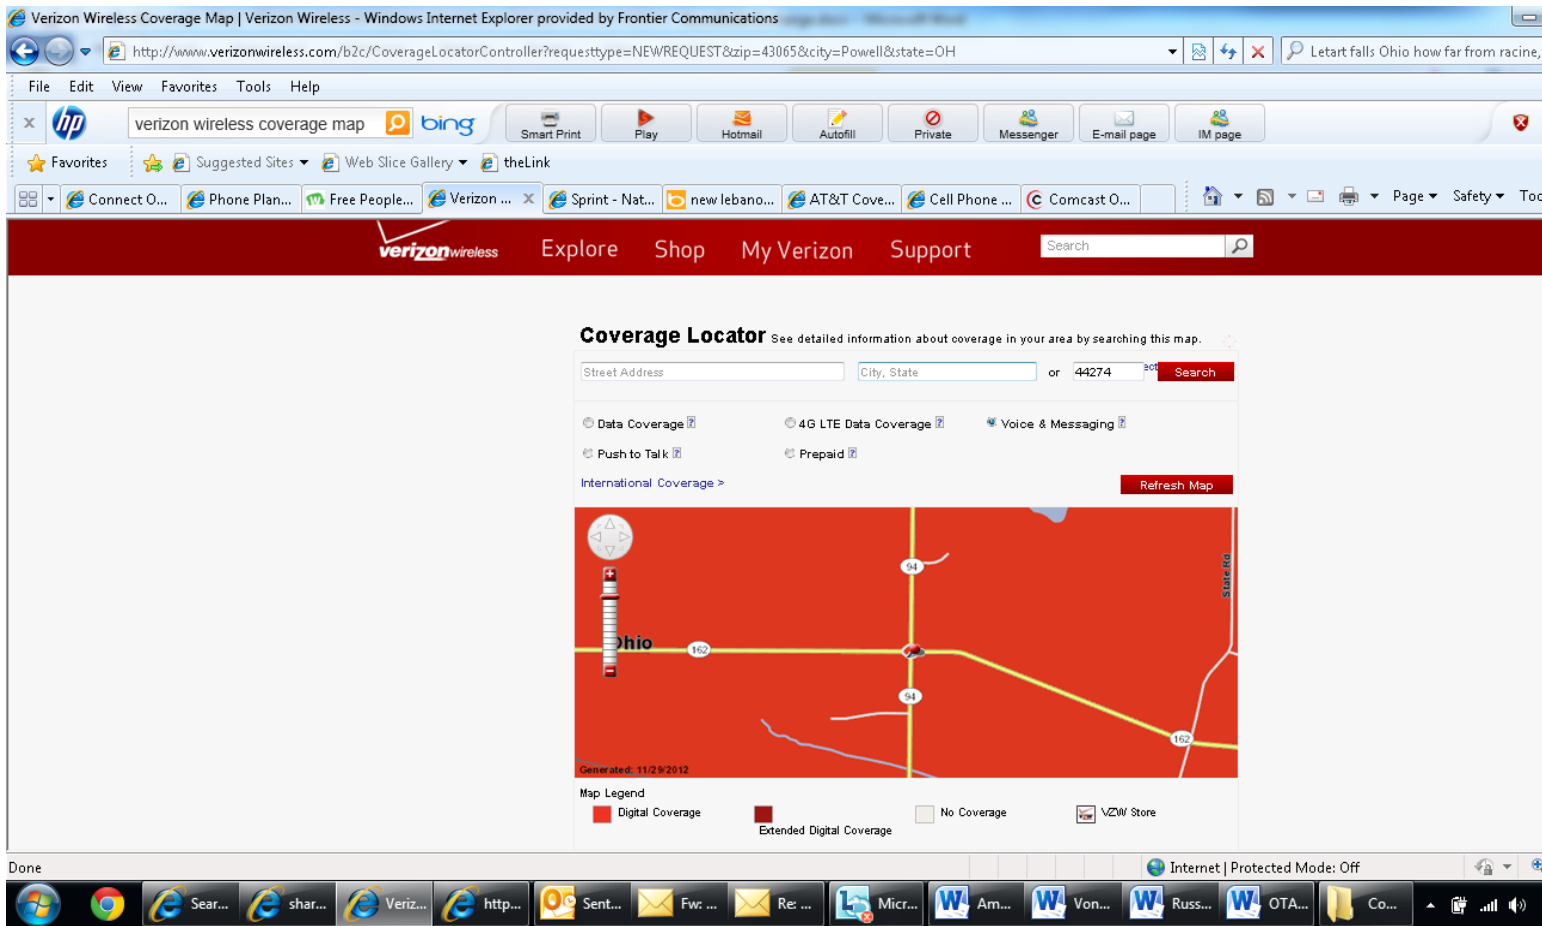 Verizon Wireless Coverage Map | Verizon Wireless - Windows Internet Explorer provided by Frontier Communications
http://www.verizonwireless.com/b2c/CoverageLocatorController?requesttype=NEWREQUEST&zip=43065&city=Powell&state=OH
Letart falls Ohio how far from racine,
File Edit View Favorites Tools Help
x hp verizon wireless coverage map bing Smart Print Play Hotmail Autofill Private Messenger E-mail page IM page
Favorites Suggested Sites Web Slice Gallery theLink
Connect O... Phone Plan... Free People... Verizon ... x Sprint - Nat... new lebano... AT&T Cove... Cell Phone ... Comcast O... Page Safety Too
verizonwireless Explore Shop My Verizon Support Search
Coverage Locator See detailed information about coverage in your area by searching this map.
Street Address City, State or 44274 ect Search
Data Coverage ? 4G LTE Data Coverage ? Voice & Messaging ?
Push to Talk ? Prepaid ?
International Coverage > Refresh Map
94
State Rd
Ohio 162
94
162
Generated: 11/29/2012
Map Legend
Digital Coverage No Coverage VZW Store
Extended Digital Coverage
Done Internet | Protected Mode: Off
Sear... shar... Veriz... http... Sent... Fw: ... Re: ... Micr... Am... Von... Russ... OTA... Co...